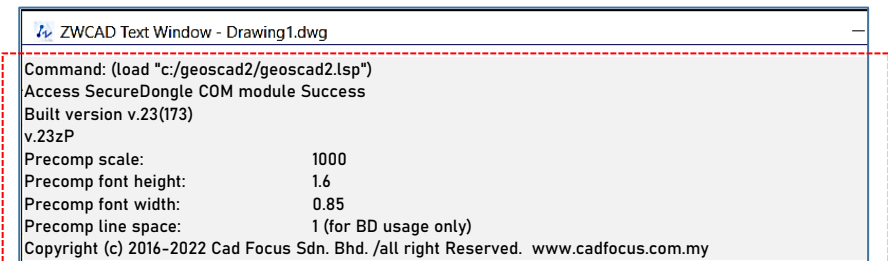 ZWCAD Text Window - Drawing1.dwg
Command: (load "c:/geoscad2/geoscad2.lsp")
Access SecureDongle COM module Success
Built version v.23(173)
v.23zP
Precomp scale: 1000
Precomp font height: 1.6
Precomp font width: 0.85
Precomp line space: 1 (for BD usage only)
Copyright (c) 2016-2022 Cad Focus Sdn. Bhd. /all right Reserved. www.cadfocus.com.my